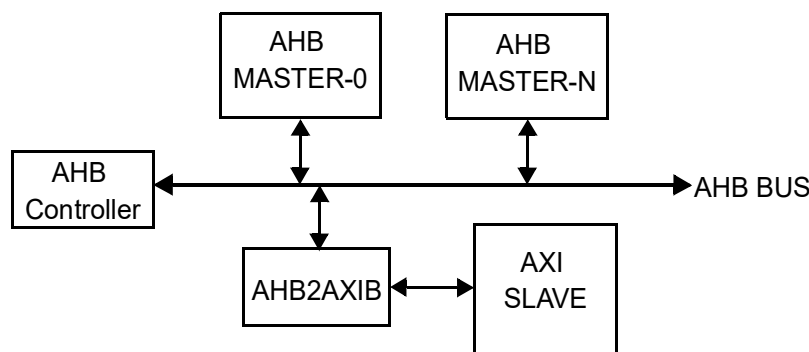 AHB
MASTER-0
AHB
MASTER-N
AHB
Controller
AHB BUS
AHB2AXIB
AXI
SLAVE